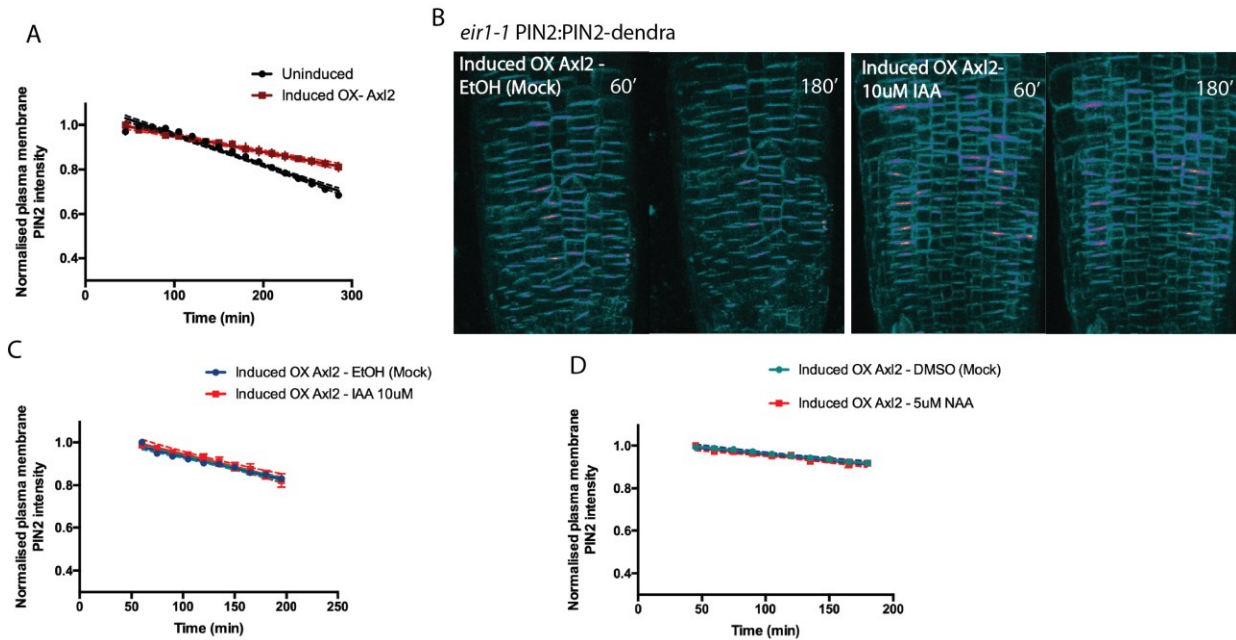 A
Uninduced
Induced OX- Axl2
Normalised plasma membrane
PIN2 intensity
1.0
0.8
0.6
0.4
0
100
200
300
Time (min)
B
eir1-1 PIN2:PIN2-dendra
Induced OX Axl2 -
EtOH (Mock)
60'
180'
Induced OX Axl2-
10uM IAA
60'
180'
C
Induced OX Axl2 - EtOH (Mock)
Induced OX Axl2 - IAA 10uM
Normalised plasma membrane
PIN2 intensity
1.0
0.8
0.6
0.4
0
50
100
150
200
250
Time (min)
D
Induced OX Axl2 - DMSO (Mock)
Induced OX Axl2 - 5uM NAA
Normalised plasma membrane
PIN2 intensity
1.0
0.8
0.6
0.4
0
50
100
150
200
Time (min)